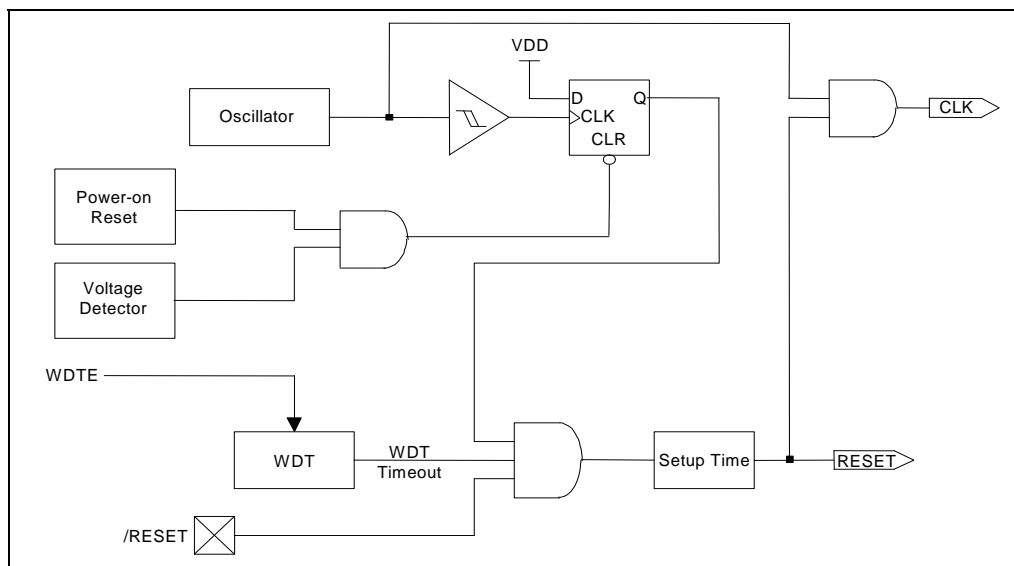 VDD
Oscillator
D
Q
CLK
CLR
CLK
Power-on
Reset
Voltage
Detector
WDTE
WDT
WDT
Timeout
Setup Time
RESET
/RESET